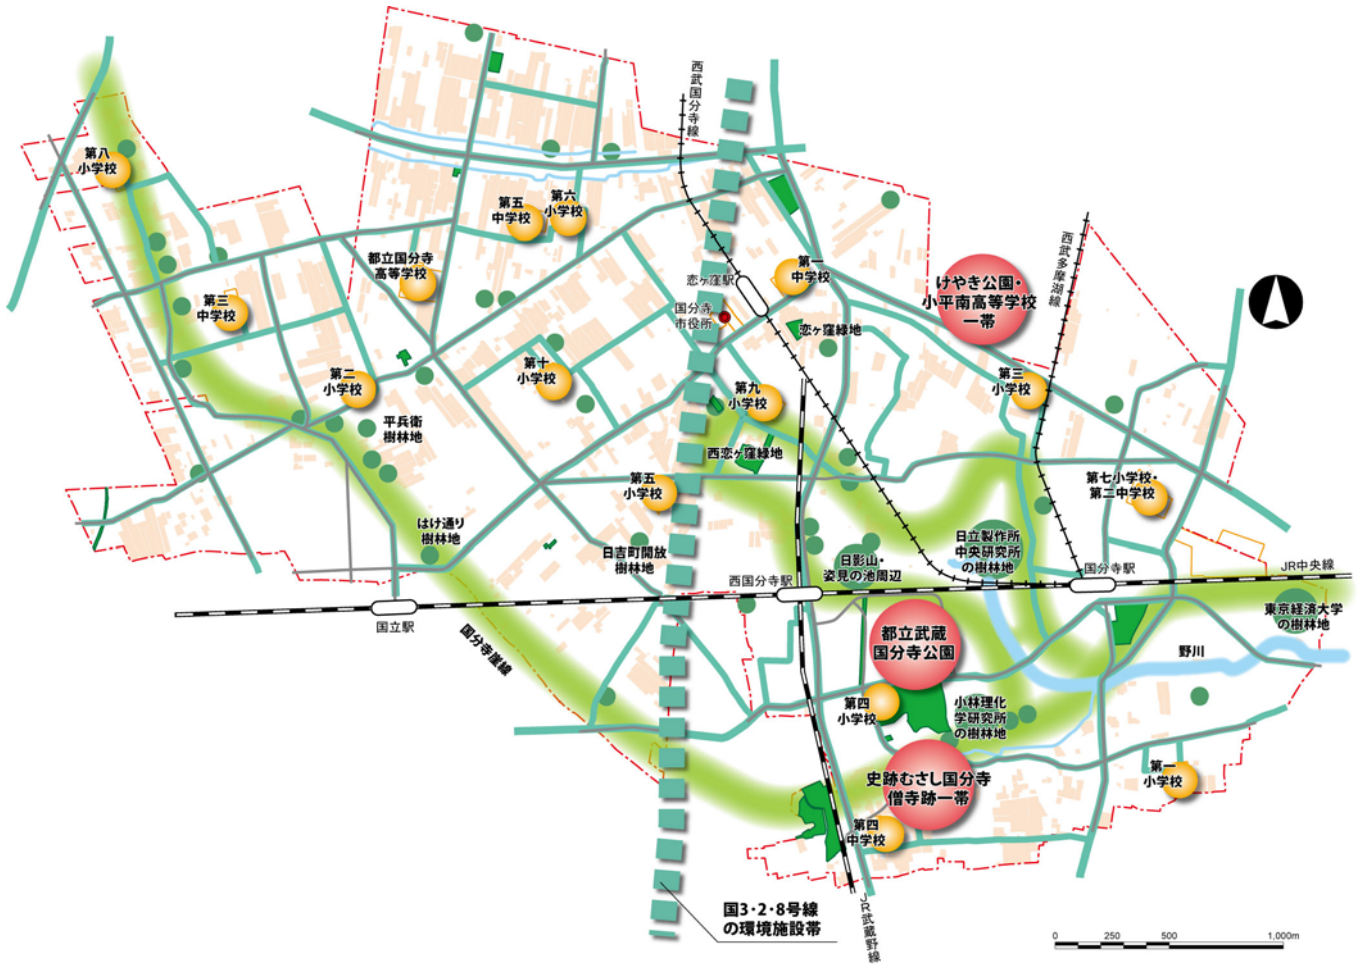 西武国分寺線
第八
小学校
第五
中学校
第六
小学校
都立国分寺
高等学校
第三
中学校
恋ヶ窪駅
国分寺
市役所
第一
中学校
恋ヶ窪緑地
けやき公園・
小平南高等学校
一帯
西武多摩湖線
第二
小学校
第十
小学校
第九
小学校
第三
小学校
平兵衛
樹林地
西恋ヶ窪緑地
第五
小学校
第七小学校・
第二中学校
はけ通り
樹林地
日吉町開放
樹林地
日影山・
姿見の池周辺
日立製作所
中央研究所
の樹林地
西国分寺駅
国分寺駅
JR中央線
国立駅
国分寺崖線
都立武蔵
国分寺公園
東京経済大学
の樹林地
野川
第四
小学校
小林理化
学研究所
の樹林地
史跡むさし国分寺
僧寺跡一帯
第一
小学校
第四
中学校
国3・2・8号線
の環境施設帯
JR武蔵野線
0 250 500 1,000m